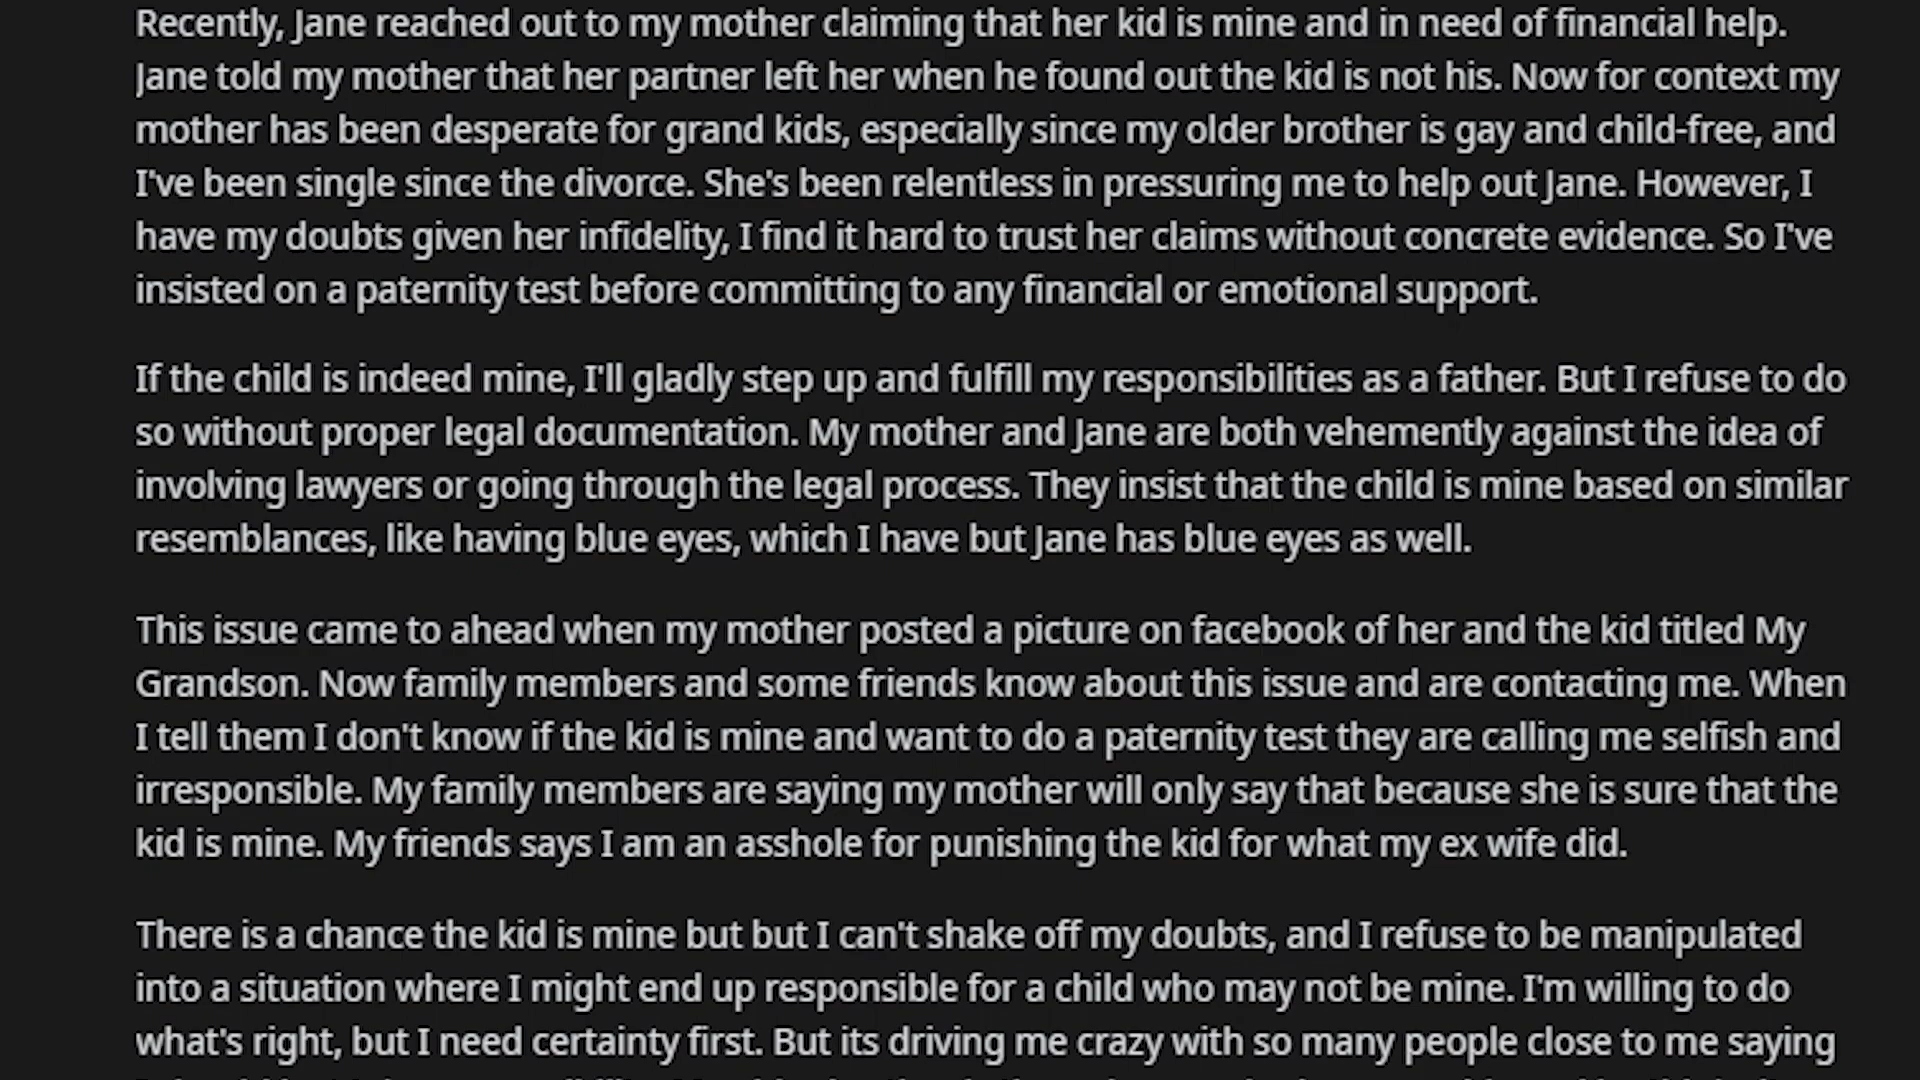 Recently, Jane reached out to my mother claiming that her kid is mine and in need of financial help.
Jane told my mother that her partner left her when he found out the kid is not his. Now for context my
mother has been desperate for grand kids, especially since my older brother is gay and child-free, and
I've been single since the divorce. She's been relentless in pressuring me to help out Jane. However, I
have my doubts given her infidelity, I find it hard to trust her claims without concrete evidence. So I've
insisted on a paternity test before committing to any financial or emotional support.
If the child is indeed mine, I'll gladly step up and fulfill my responsibilities as a father. But I refuse to do
so without proper legal documentation. My mother and Jane are both vehemently against the idea of
involving lawyers or going through the legal process. They insist that the child is mine based on similar
resemblances, like having blue eyes, which I have but Jane has blue eyes as well.
This issue came to ahead when my mother posted a picture on facebook of her and the kid titled My
Grandson. Now family members and some friends know about this issue and are contacting me. When
I tell them I don't know if the kid is mine and want to do a paternity test they are calling me selfish and
irresponsible. My family members are saying my mother will only say that because she is sure that the
kid is mine. My friends says I am an asshole for punishing the kid for what my ex wife did.
There is a chance the kid is mine but but I can't shake off my doubts, and I refuse to be manipulated
into a situation where I might end up responsible for a child who may not be mine. I'm willing to do
what's right, but I need certainty first. But its driving me crazy with so many people close to me saying